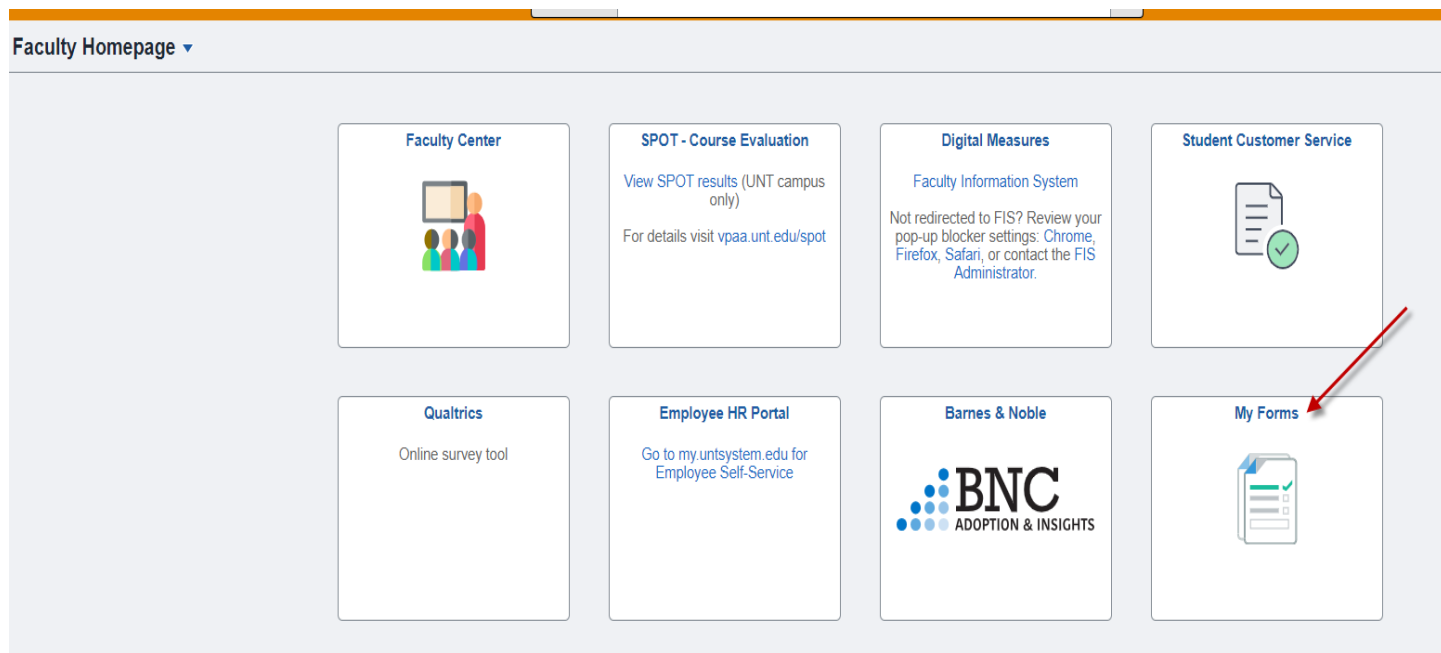 Faculty Homepage
Faculty Center
SPOT - Course Evaluation
View SPOT results (UNT campus
only)
For details visit vpaa.unt.edu/spot
Digital Measures
Faculty Information System
Not redirected to FIS? Review your
pop-up blocker settings: Chrome,
Firefox, Safari, or contact the FIS
Administrator.
Student Customer Service
Qualtrics
Online survey tool
Employee HR Portal
Go to my.untsystem.edu for
Employee Self-Service
Barnes & Noble
BNC
ADOPTION & INSIGHTS
My Forms